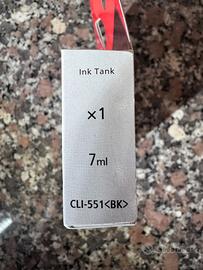 Ink Tank
×1
7ml
CLI-551<BK>